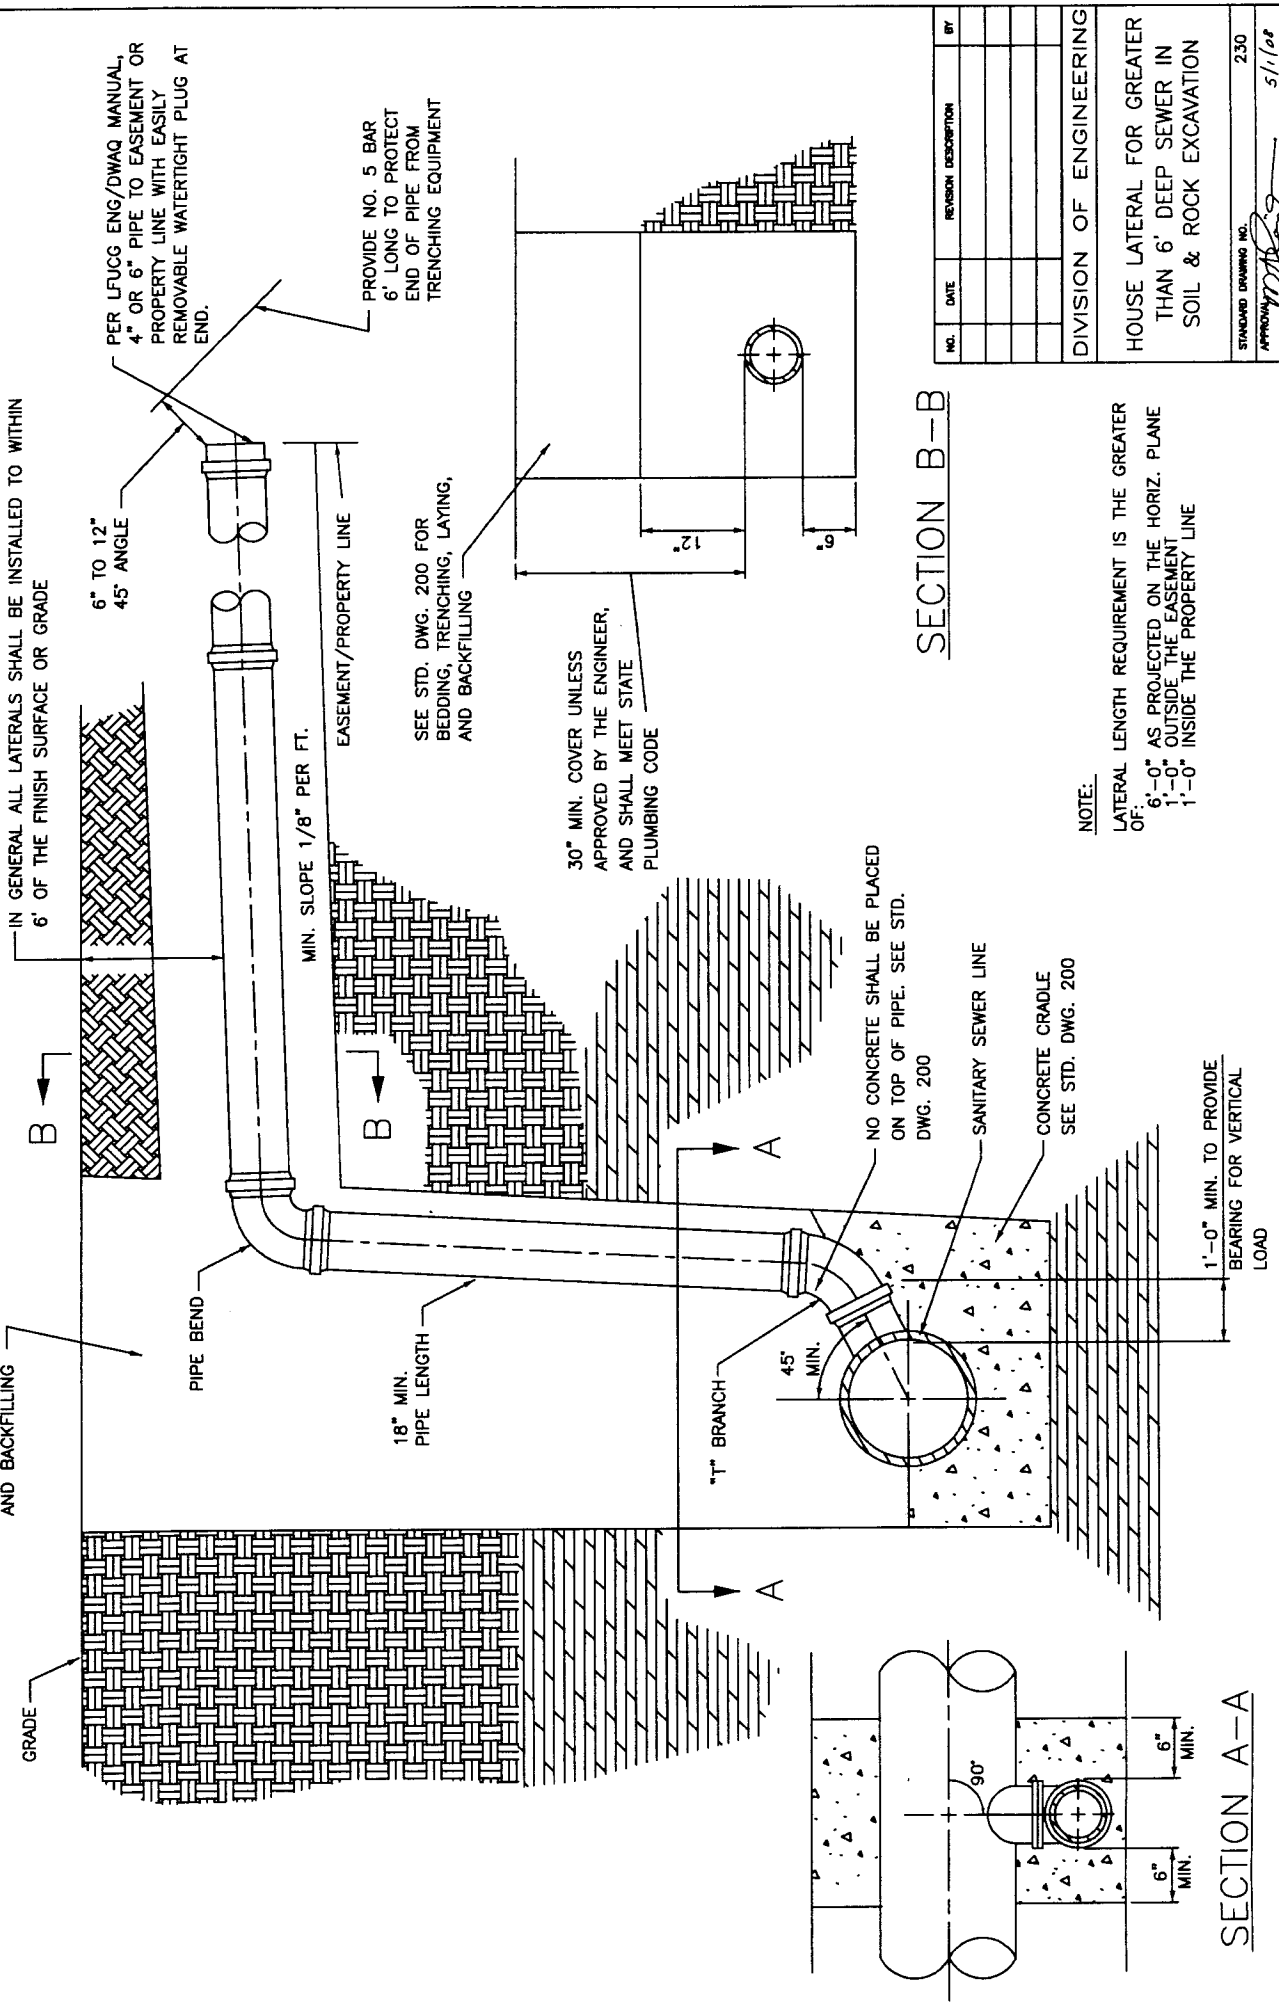 AND BACKFILLING
GRADE
IN GENERAL ALL LATERALS SHALL BE INSTALLED TO WITHIN
6' OF THE FINISH SURFACE OR GRADE
B
B
PER LFUCG ENG/DWAQ MANUAL,
4" OR 6" PIPE TO EASEMENT OR
PROPERTY LINE WITH EASILY
REMOVABLE WATERTIGHT PLUG AT
END.
6" TO 12"
45° ANGLE
PROVIDE NO. 5 BAR
6' LONG TO PROTECT
END OF PIPE FROM
TRENCHING EQUIPMENT
PIPE BEND
MIN. SLOPE 1/8" PER FT.
EASEMENT/PROPERTY LINE
18" MIN.
PIPE LENGTH
SEE STD. DWG. 200 FOR
BEDDING, TRENCHING, LAYING,
AND BACKFILLING
30" MIN. COVER UNLESS
APPROVED BY THE ENGINEER,
AND SHALL MEET STATE
PLUMBING CODE
12"
6"
SECTION B-B
A
A
"T" BRANCH
45°
MIN.
NO CONCRETE SHALL BE PLACED
ON TOP OF PIPE. SEE STD.
DWG. 200
SANITARY SEWER LINE
CONCRETE CRADLE
SEE STD. DWG. 200
1'-0" MIN. TO PROVIDE
BEARING FOR VERTICAL
LOAD
90°
6"
MIN.
6"
MIN.
SECTION A-A
NOTE:
LATERAL LENGTH REQUIREMENT IS THE GREATER
OF:
6'-0" AS PROJECTED ON THE HORIZ. PLANE
1'-0" OUTSIDE THE EASEMENT
1'-0" INSIDE THE PROPERTY LINE
NO. DATE REVISION DESCRIPTION BY
DIVISION OF ENGINEERING
HOUSE LATERAL FOR GREATER
THAN 6' DEEP SEWER IN
SOIL & ROCK EXCAVATION
STANDARD DRAWING NO. 230
APPROVAL 5/1/08